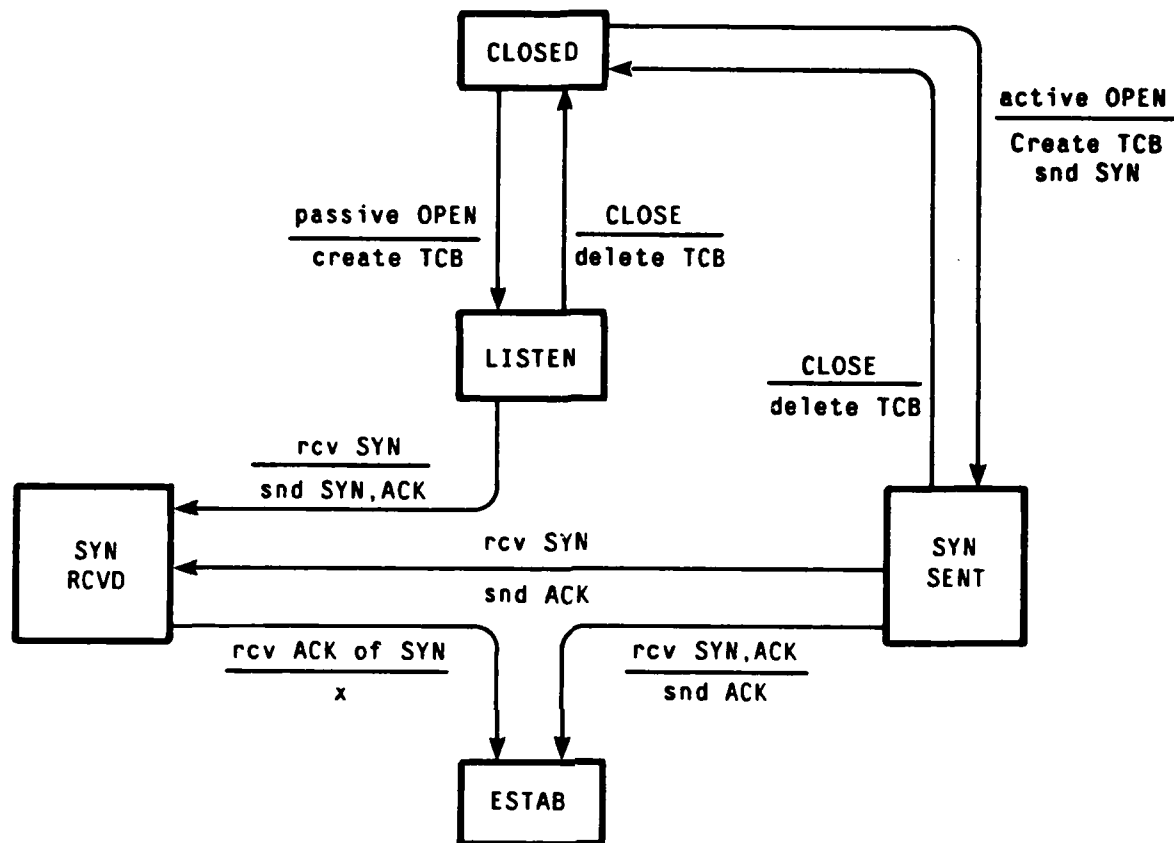 CLOSED
active OPEN
Create TCB
snd SYN
passive OPEN
create TCB
CLOSE
delete TCB
LISTEN
CLOSE
delete TCB
rcv SYN
snd SYN,ACK
SYN
RCVD
rcv SYN
snd ACK
SYN
SENT
rcv ACK of SYN
x
rcv SYN,ACK
snd ACK
ESTAB